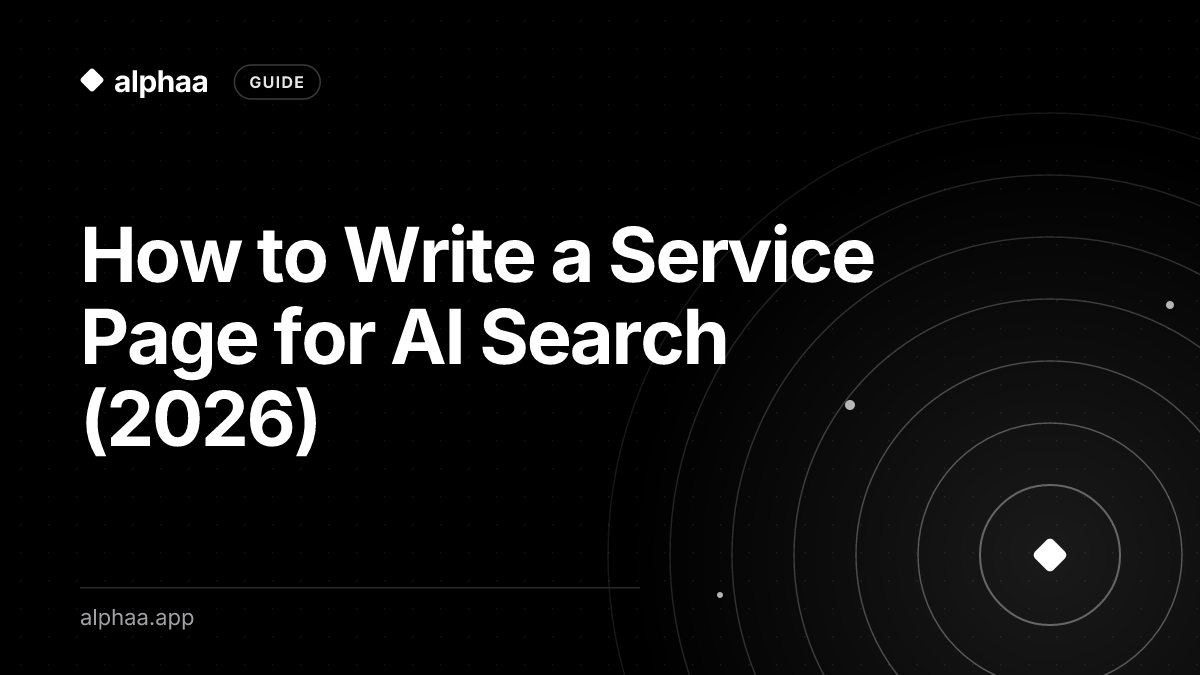 alphaa
GUIDE
How to Write a Service
Page for AI Search
(2026)
alphaa.app